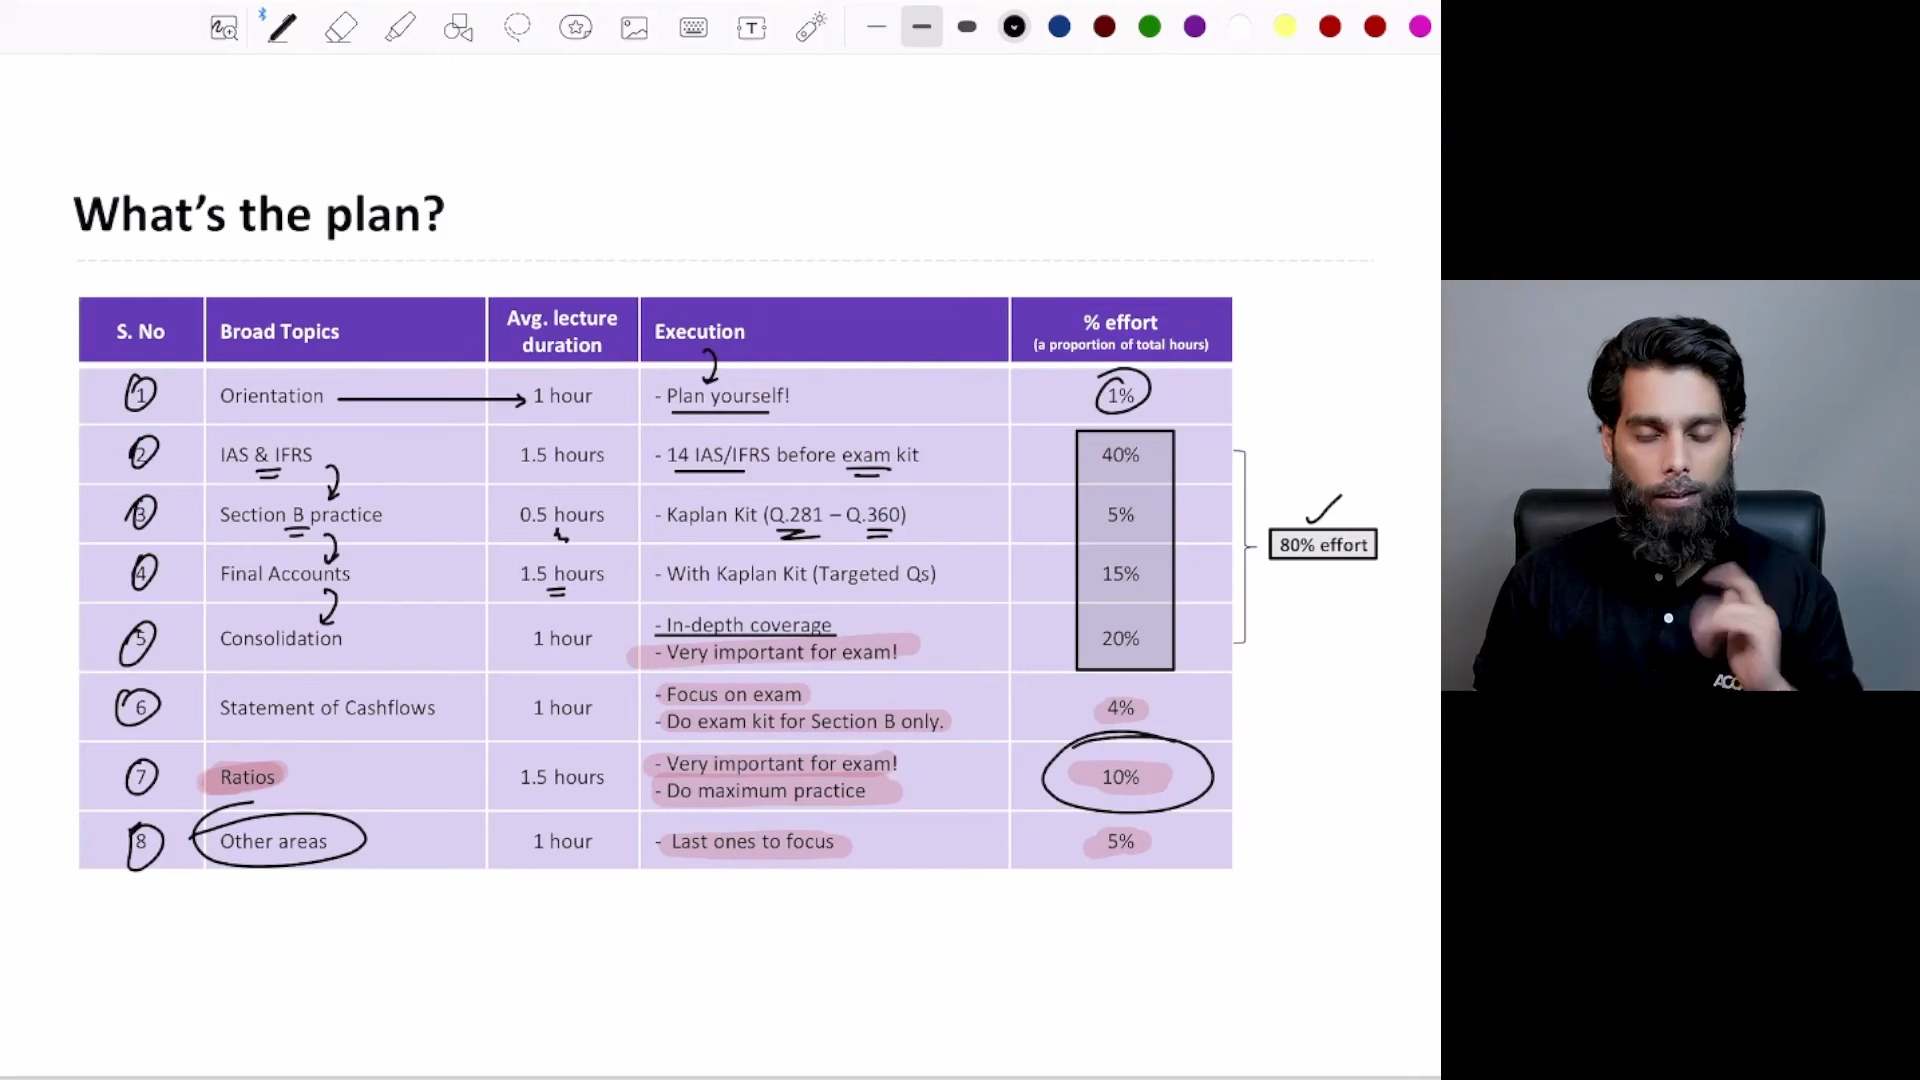 What's the plan?
S. No
Broad Topics
Avg. lecture
duration
Execution
% effort
(a proportion of total hours)
1
Orientation
1 hour
- Plan yourself!
1%
2
IAS & IFRS
1.5 hours
- 14 IAS/IFRS before exam kit
40%
3
Section B practice
0.5 hours
- Kaplan Kit (Q.281 – Q.360)
5%
4
Final Accounts
1.5 hours
- With Kaplan Kit (Targeted Qs)
15%
5
Consolidation
1 hour
- In-depth coverage
- Very important for exam!
20%
80% effort
6
Statement of Cashflows
1 hour
- Focus on exam
- Do exam kit for Section B only.
4%
7
Ratios
1.5 hours
- Very important for exam!
- Do maximum practice
10%
8
Other areas
1 hour
- Last ones to focus
5%